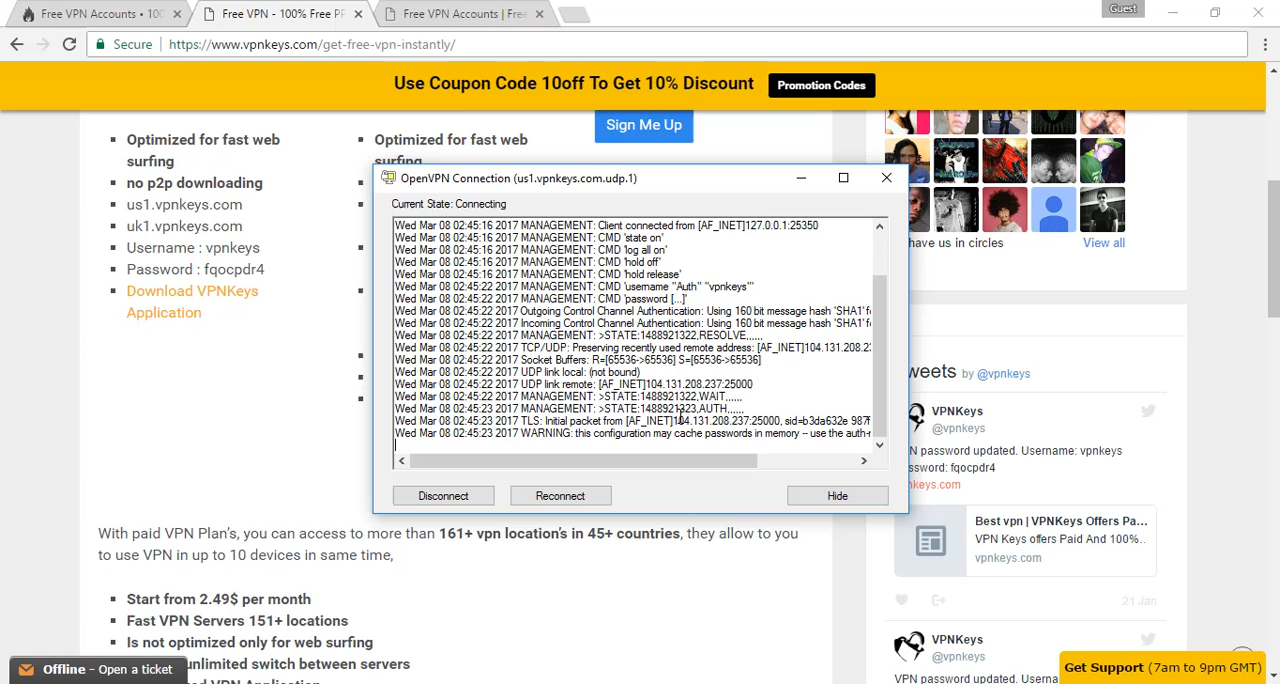 Free VPN Accounts • 100
Free VPN - 100% Free PP
Free VPN Accounts | Free
Guest
Secure
https://www.vpnkeys.com/get-free-vpn-instantly/
Use Coupon Code 10off To Get 10% Discount
Promotion Codes
Optimized for fast web
surfing
no p2p downloading
us1.vpnkeys.com
uk1.vpnkeys.com
Username : vpnkeys
Password : fqocpdr4
Download VPNKeys
Application
Optimized for fast web
surfing
Sign Me Up
OpenVPN Connection (us1.vpnkeys.com.udp.1)
Current State: Connecting
Wed Mar 08 02:45:16 2017 MANAGEMENT: Client connected from [AF_INET]127.0.0.1:25350
Wed Mar 08 02:45:16 2017 MANAGEMENT: CMD 'state on'
Wed Mar 08 02:45:16 2017 MANAGEMENT: CMD 'log all on'
Wed Mar 08 02:45:16 2017 MANAGEMENT: CMD 'hold off'
Wed Mar 08 02:45:16 2017 MANAGEMENT: CMD 'hold release'
Wed Mar 08 02:45:22 2017 MANAGEMENT: CMD 'username "Auth" "vpnkeys"'
Wed Mar 08 02:45:22 2017 MANAGEMENT: CMD 'password [...]'
Wed Mar 08 02:45:22 2017 Outgoing Control Channel Authentication: Using 160 bit message hash 'SHA1' f
Wed Mar 08 02:45:22 2017 Incoming Control Channel Authentication: Using 160 bit message hash 'SHA1' f
Wed Mar 08 02:45:22 2017 MANAGEMENT: >STATE:1488921322,RESOLVE,,,,,,
Wed Mar 08 02:45:22 2017 TCP/UDP: Preserving recently used remote address: [AF_INET]104.131.208.2
Wed Mar 08 02:45:22 2017 Socket Buffers: R=[65536->65536] S=[65536->65536]
Wed Mar 08 02:45:22 2017 UDP link local: (not bound)
Wed Mar 08 02:45:22 2017 UDP link remote: [AF_INET]104.131.208.237:25000
Wed Mar 08 02:45:22 2017 MANAGEMENT: >STATE:1488921322,WAIT,,,,,,
Wed Mar 08 02:45:23 2017 MANAGEMENT: >STATE:1488921323,AUTH,,,,,,
Wed Mar 08 02:45:23 2017 TLS: Initial packet from [AF_INET]104.131.208.237:25000, sid=b3da632e 987f
Wed Mar 08 02:45:23 2017 WARNING: this configuration may cache passwords in memory -- use the auth-
Disconnect
Reconnect
Hide
With paid VPN Plan's, you can access to more than 161+ vpn location's in 45+ countries, they allow to you
to use VPN in up to 10 devices in same time,
Start from 2.49$ per month
Fast VPN Servers 151+ locations
Is not optimized only for web surfing
unlimited switch between servers
VPN Application
Offline - Open a ticket
have us in circles
View all
weets by @vpnkeys
VPNKeys
@vpnkeys
PN password updated. Username: vpnkeys
assword: fqocpdr4
nkeys.com
Best vpn | VPNKeys Offers Pa...
VPN Keys offers Paid And 100%..
vpnkeys.com
21 Jan
VPNKeys
@vpnkeys
VPN password updated. Username: vpnkeys
Get Support (7am to 9pm GMT)